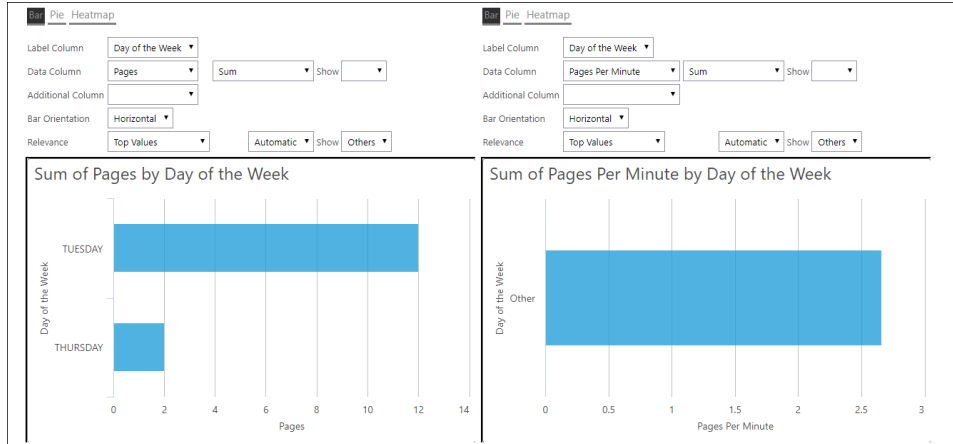 Bar Pie Heatmap
Label Column Day of the Week
Data Column Pages Sum Show
Additional Column
Bar Orientation Horizontal
Relevance Top Values Automatic Show Others
Sum of Pages by Day of the Week
TUESDAY
THURSDAY
Day of the Week
0 2 4 6 8 10 12 14
Pages
Bar Pie Heatmap
Label Column Day of the Week
Data Column Pages Per Minute Sum Show
Additional Column
Bar Orientation Horizontal
Relevance Top Values Automatic Show Others
Sum of Pages Per Minute by Day of the Week
Other
Day of the Week
0 0.5 1 1.5 2 2.5 3
Pages Per Minute